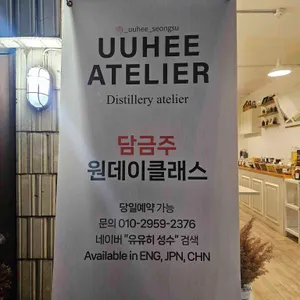 _uuhee_seongsu
UUHEE
ATELIER
Distillery atelier
담금주
원데이클래스
당일예약 가능
문의 010-2959-2376
네이버 "유유히 성수" 검색
Available in ENG, JPN, CHN